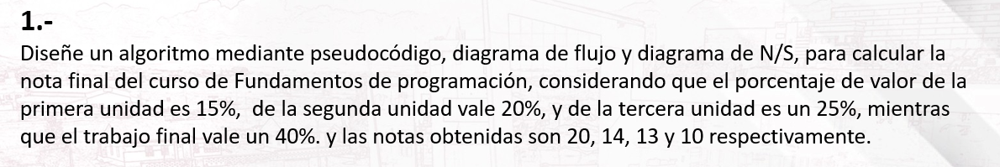 1.-
Diseñe un algoritmo mediante pseudocódigo, diagrama de flujo y diagrama de N/S, para calcular la
nota final del curso de Fundamentos de programación, considerando que el porcentaje de valor de la
primera unidad es 15%, de la segunda unidad vale 20%, y de la tercera unidad es un 25%, mientras
que el trabajo final vale un 40%. y las notas obtenidas son 20, 14, 13 y 10 respectivamente.